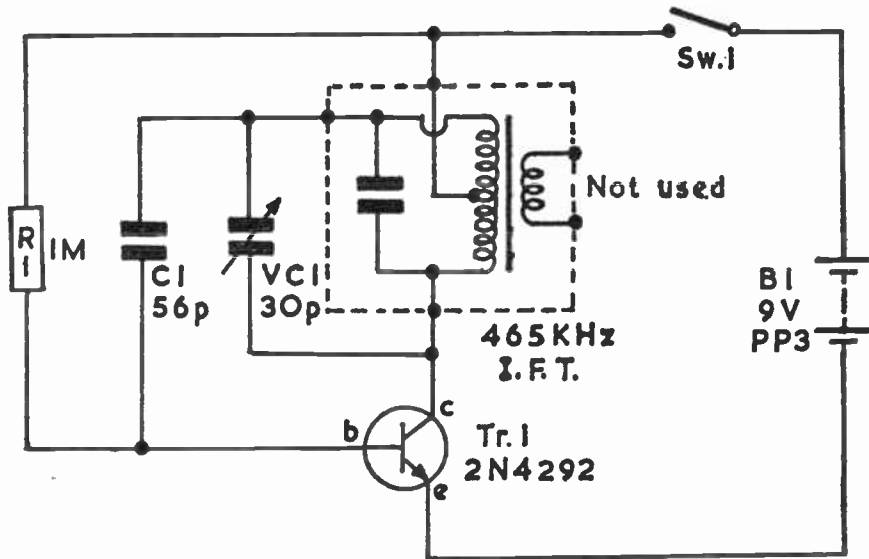 Sw.1
Not used
R1
1M
C1
56p
VC1
30p
465KHz
I.F.T.
B1
9V
PP3
b
c
e
Tr.1
2N4292